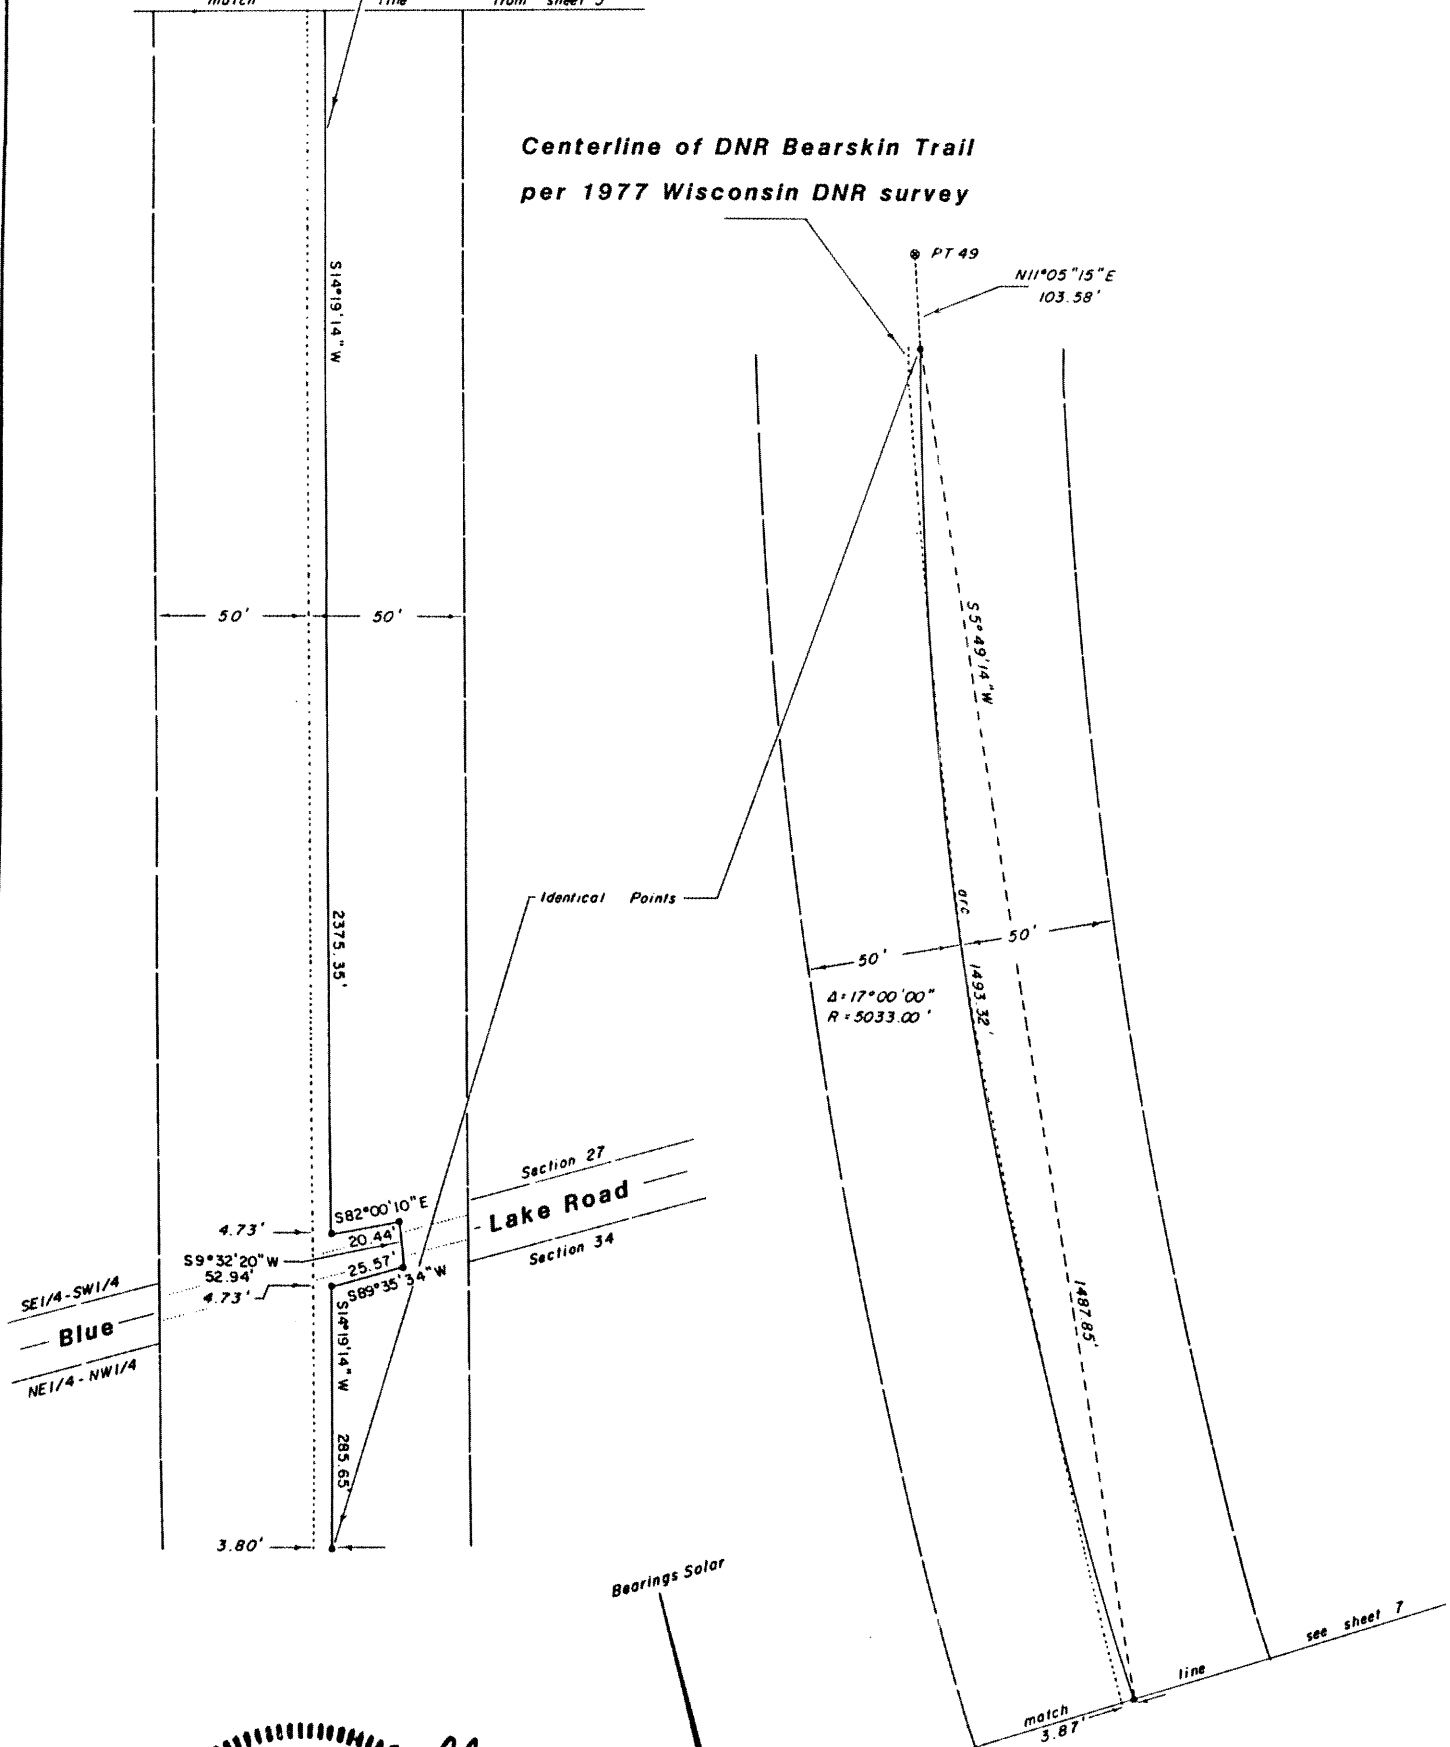 match line from sheet 5
Centerline of DNR Bearskin Trail
per 1977 Wisconsin DNR survey
PT 49
N11°05"15"E
103.58'
S14°19'14"W
50'
50'
S5°49'14"W
2375.35'
Identical Points
arc
50'
50'
Δ=17°00'00"
R=5033.00'
1493.32'
Section 27
Lake Road
Section 34
S82°00'10"E
4.73'
20.44'
S9°32'20"W
52.94'
25.57'
S89°35'34"W
4.73'
SE1/4-SW1/4
Blue
NE1/4-NW1/4
S14°19'14"W
285.65'
1487.85'
3.80'
Bearings Solar
see sheet 7
match line
3.87'